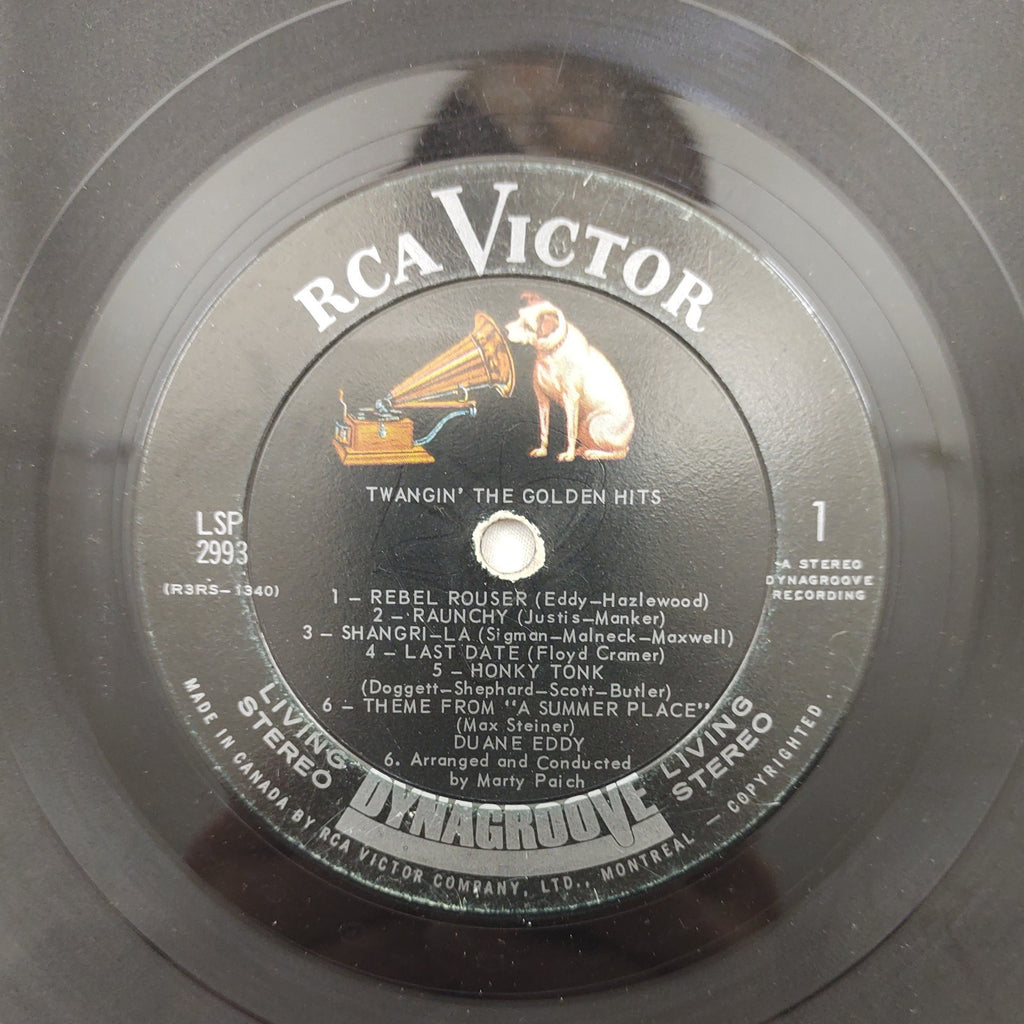 RCA VICTOR
TWANGIN' THE GOLDEN HITS
LSP
2993
(R3RS–1340)
1
A STEREO
DYNAGROOVE
RECORDING
1 – REBEL ROUSER (Eddy–Hazlewood)
2 – RAUNCHY (Justis–Manker)
3 – SHANGRI–LA (Sigman–Malneck–Maxwell)
4 – LAST DATE (Floyd Cramer)
5 – HONKY TONK
(Doggett–Shephard–Scott–Butler)
6 – THEME FROM "A SUMMER PLACE"
(Max Steiner)
DUANE EDDY
6. Arranged and Conducted
by Marty Paich
LIVING
STEREO
DYNAGROOVE
LIVING
STEREO
MADE IN CANADA BY RCA VICTOR COMPANY, LTD., MONTREAL – COPYRIGHTED